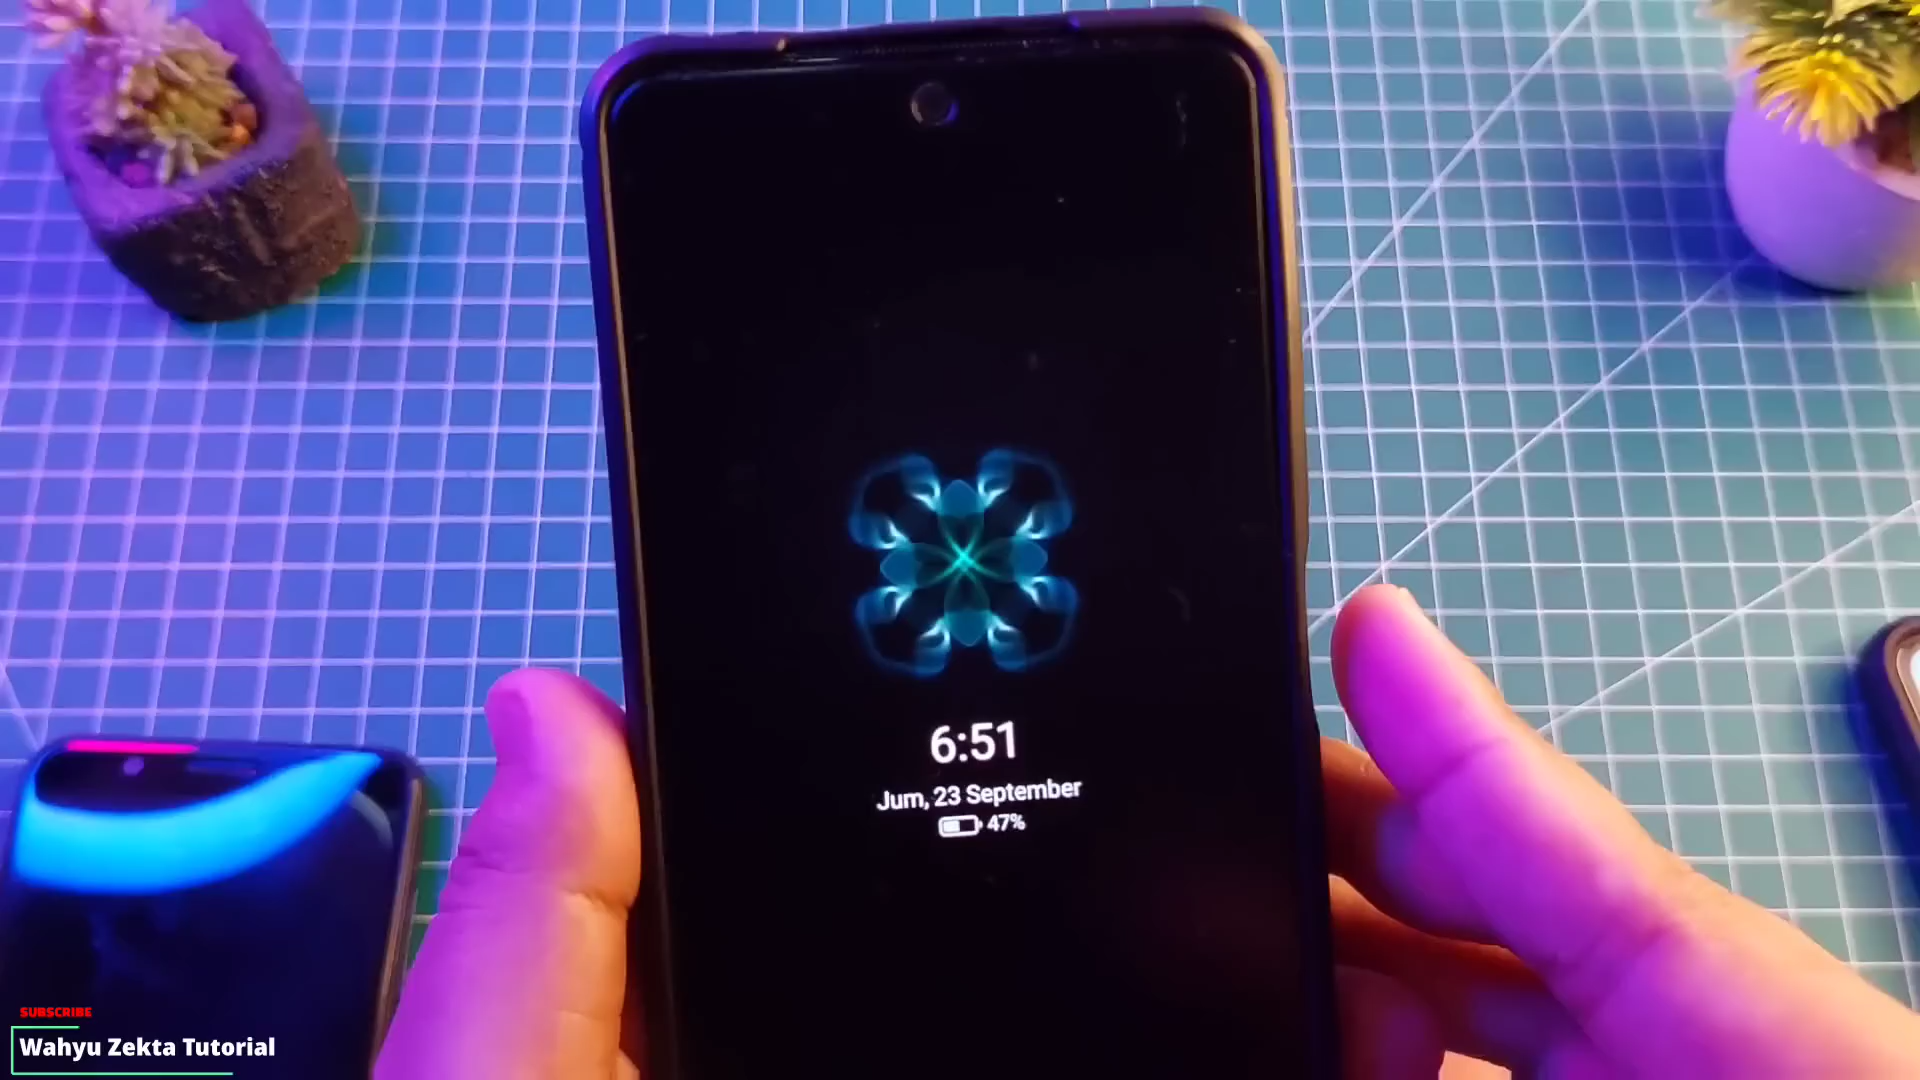 6:51
Jum, 23 September
47%
SUBSCRIBE
Wahyu Zekta Tutorial